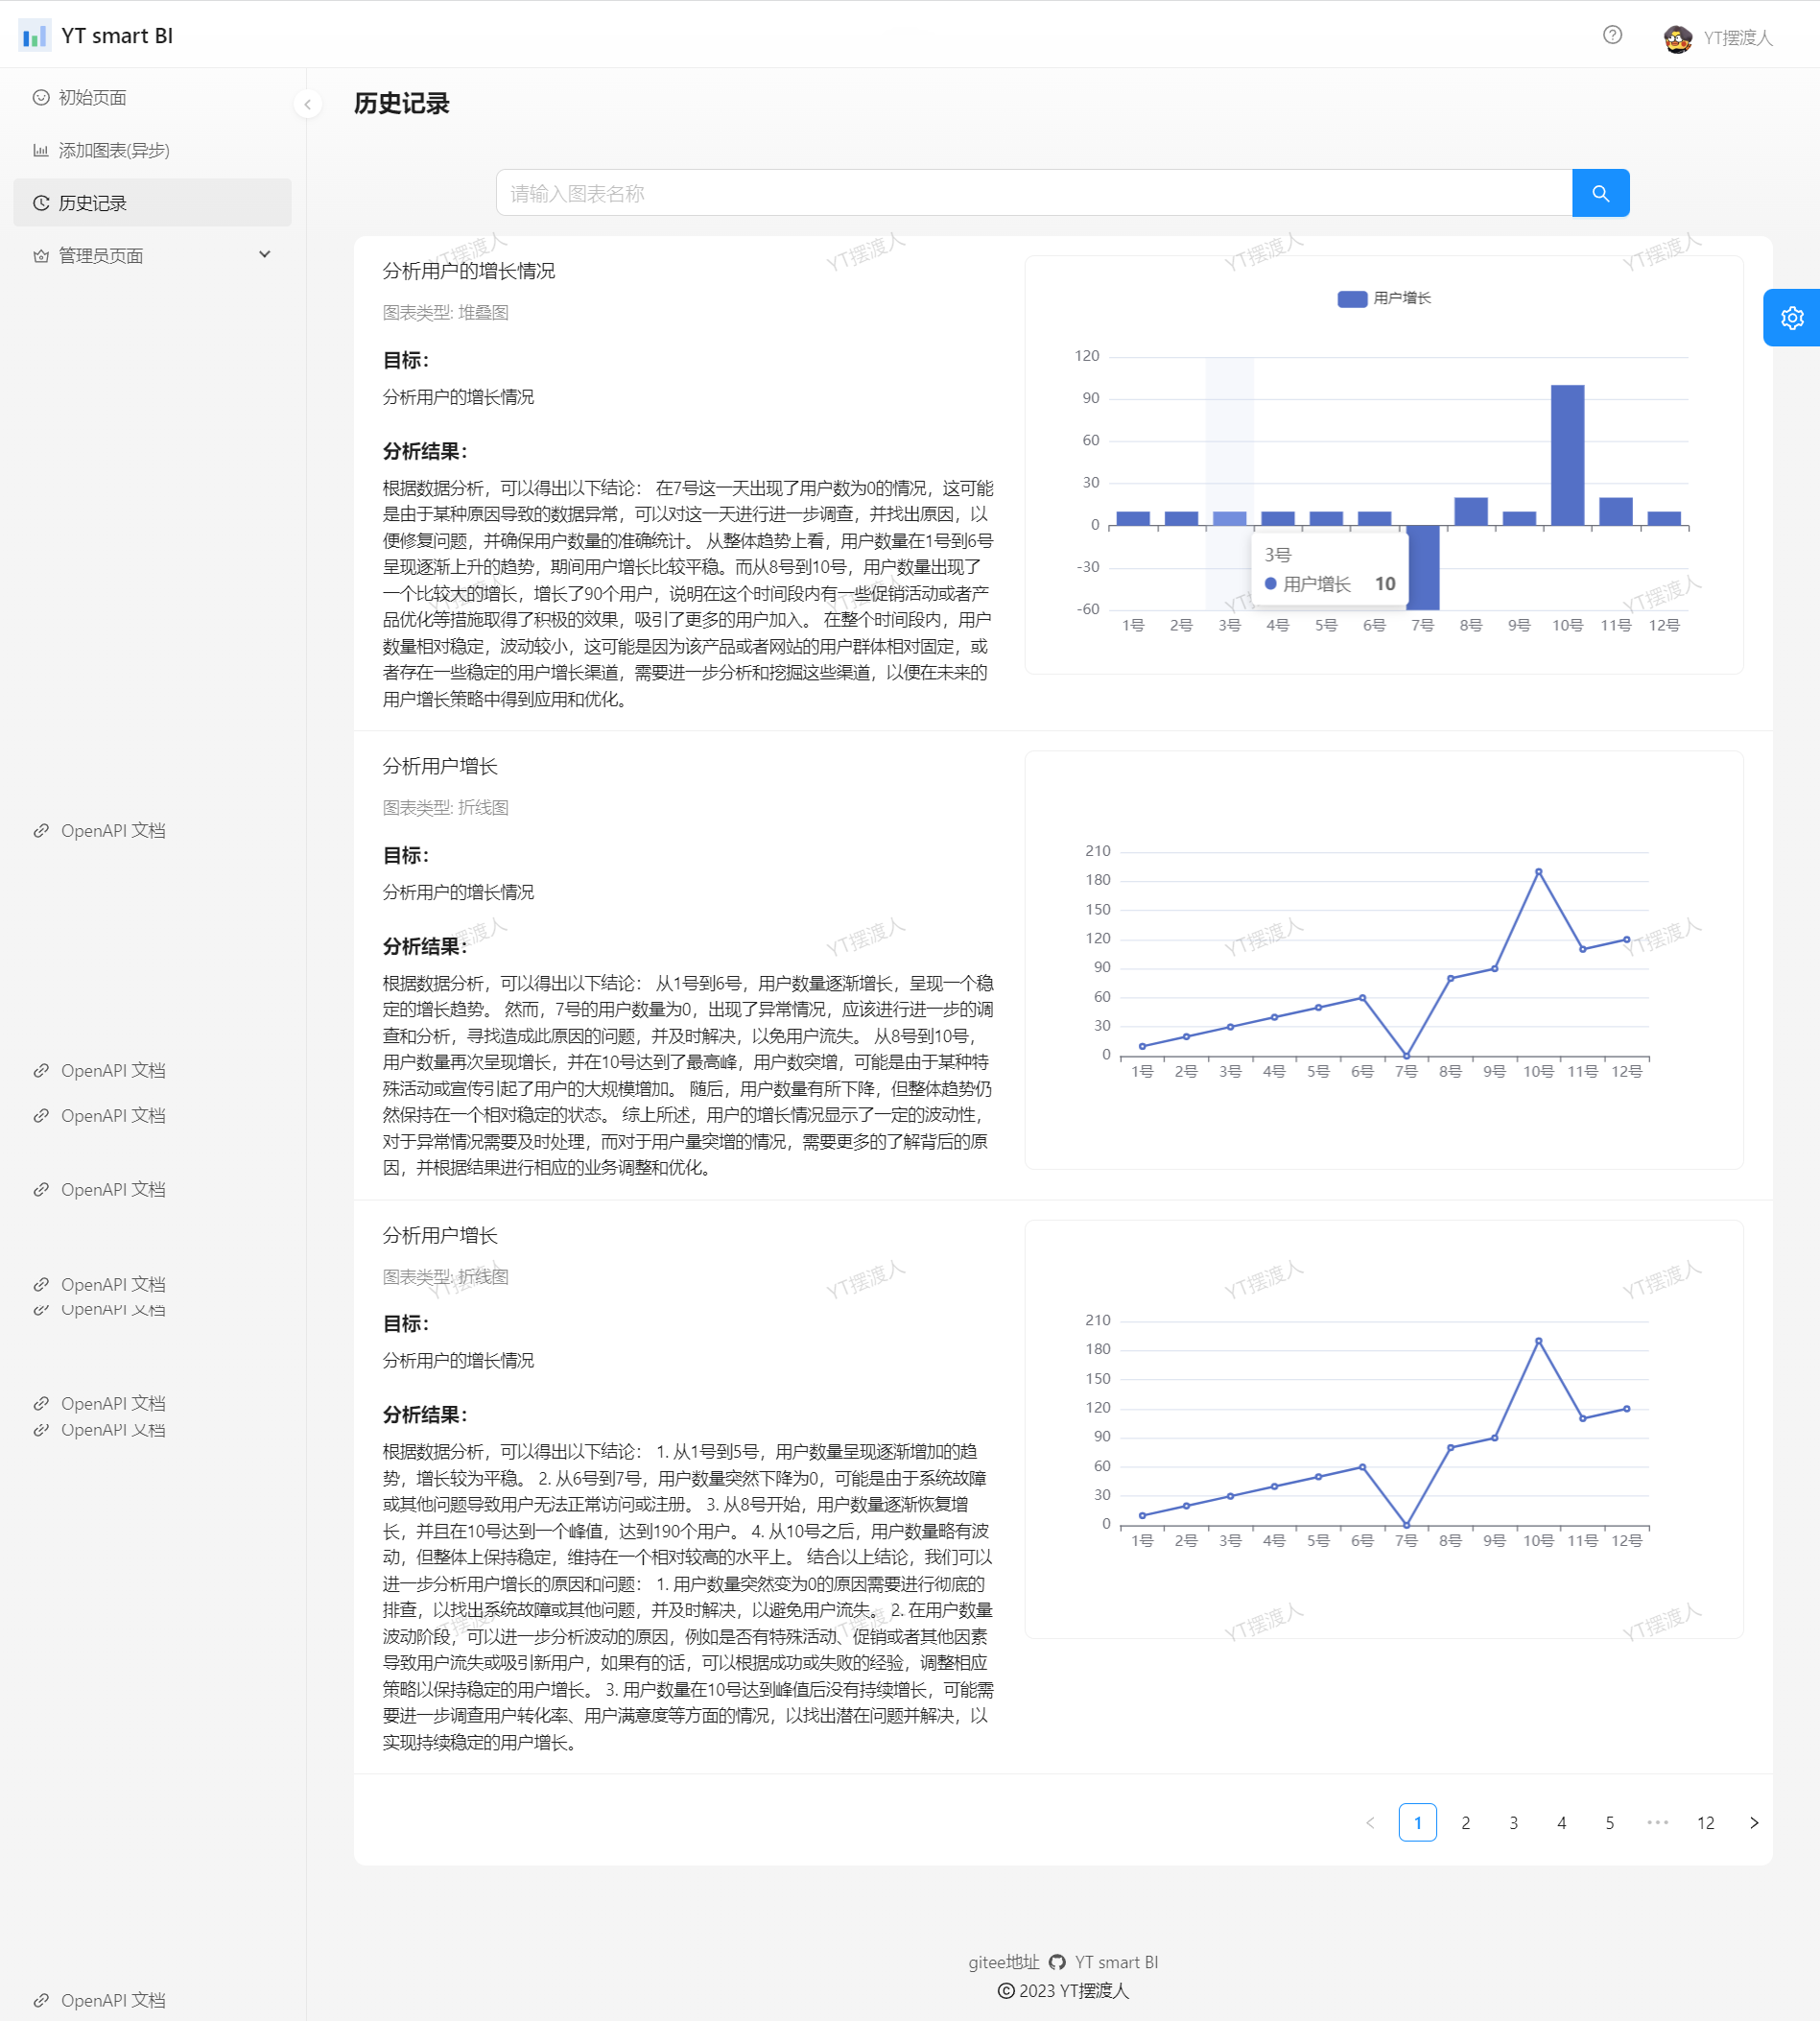 YT smart BI
YT摆渡人
初始页面
添加图表(异步)
历史记录
管理员页面
OpenAPI 文档
OpenAPI 文档
OpenAPI 文档
OpenAPI 文档
OpenAPI 文档
OpenAPI 文档
OpenAPI 文档
OpenAPI 文档
OpenAPI 文档
历史记录
请输入图表名称
分析用户的增长情况
图表类型: 堆叠图
目标：
分析用户的增长情况
分析结果：
根据数据分析，可以得出以下结论： 在7号这一天出现了用户数为0的情况，这可能
是由于某种原因导致的数据异常，可以对这一天进行进一步调查，并找出原因，以
便修复问题，并确保用户数量的准确统计。 从整体趋势上看，用户数量在1号到6号
呈现逐渐上升的趋势，期间用户增长比较平稳。而从8号到10号，用户数量出现了
一个比较大的增长，增长了90个用户，说明在这个时间段内有一些促销活动或者产
品优化等措施取得了积极的效果，吸引了更多的用户加入。 在整个时间段内，用户
数量相对稳定，波动较小，这可能是因为该产品或者网站的用户群体相对固定，或
者存在一些稳定的用户增长渠道，需要进一步分析和挖掘这些渠道，以便在未来的
用户增长策略中得到应用和优化。
用户增长
120
90
60
30
0
-30
-60
3号
用户增长 10
1号 2号 3号 4号 5号 6号 7号 8号 9号 10号 11号 12号
分析用户增长
图表类型: 折线图
目标：
分析用户的增长情况
分析结果：
根据数据分析，可以得出以下结论： 从1号到6号，用户数量逐渐增长，呈现一个稳
定的增长趋势。 然而，7号的用户数量为0，出现了异常情况，应该进行进一步的调
查和分析，寻找造成此原因的问题，并及时解决，以免用户流失。 从8号到10号，
用户数量再次呈现增长，并在10号达到了最高峰，用户数突增，可能是由于某种特
殊活动或宣传引起了用户的大规模增加。 随后，用户数量有所下降，但整体趋势仍
然保持在一个相对稳定的状态。 综上所述，用户的增长情况显示了一定的波动性，
对于异常情况需要及时处理，而对于用户量突增的情况，需要更多的了解背后的原
因，并根据结果进行相应的业务调整和优化。
210
180
150
120
90
60
30
0
1号 2号 3号 4号 5号 6号 7号 8号 9号 10号 11号 12号
分析用户增长
图表类型: 折线图
目标：
分析用户的增长情况
分析结果：
根据数据分析，可以得出以下结论： 1. 从1号到5号，用户数量呈现逐渐增加的趋
势，增长较为平稳。 2. 从6号到7号，用户数量突然下降为0，可能是由于系统故障
或其他问题导致用户无法正常访问或注册。 3. 从8号开始，用户数量逐渐恢复增
长，并且在10号达到一个峰值，达到190个用户。 4. 从10号之后，用户数量略有波
动，但整体上保持稳定，维持在一个相对较高的水平上。 结合以上结论，我们可以
进一步分析用户增长的原因和问题： 1. 用户数量突然变为0的原因需要进行彻底的
排查，以找出系统故障或其他问题，并及时解决，以避免用户流失。 2. 在用户数量
波动阶段，可以进一步分析波动的原因，例如是否有特殊活动、促销或者其他因素
导致用户流失或吸引新用户，如果有的话，可以根据成功或失败的经验，调整相应
策略以保持稳定的用户增长。 3. 用户数量在10号达到峰值后没有持续增长，可能需
要进一步调查用户转化率、用户满意度等方面的情况，以找出潜在问题并解决，以
实现持续稳定的用户增长。
210
180
150
120
90
60
30
0
1号 2号 3号 4号 5号 6号 7号 8号 9号 10号 11号 12号
1 2 3 4 5 ••• 12
gitee地址 YT smart BI
© 2023 YT摆渡人
YT摆渡人 YT摆渡人 YT摆渡人 YT摆渡人